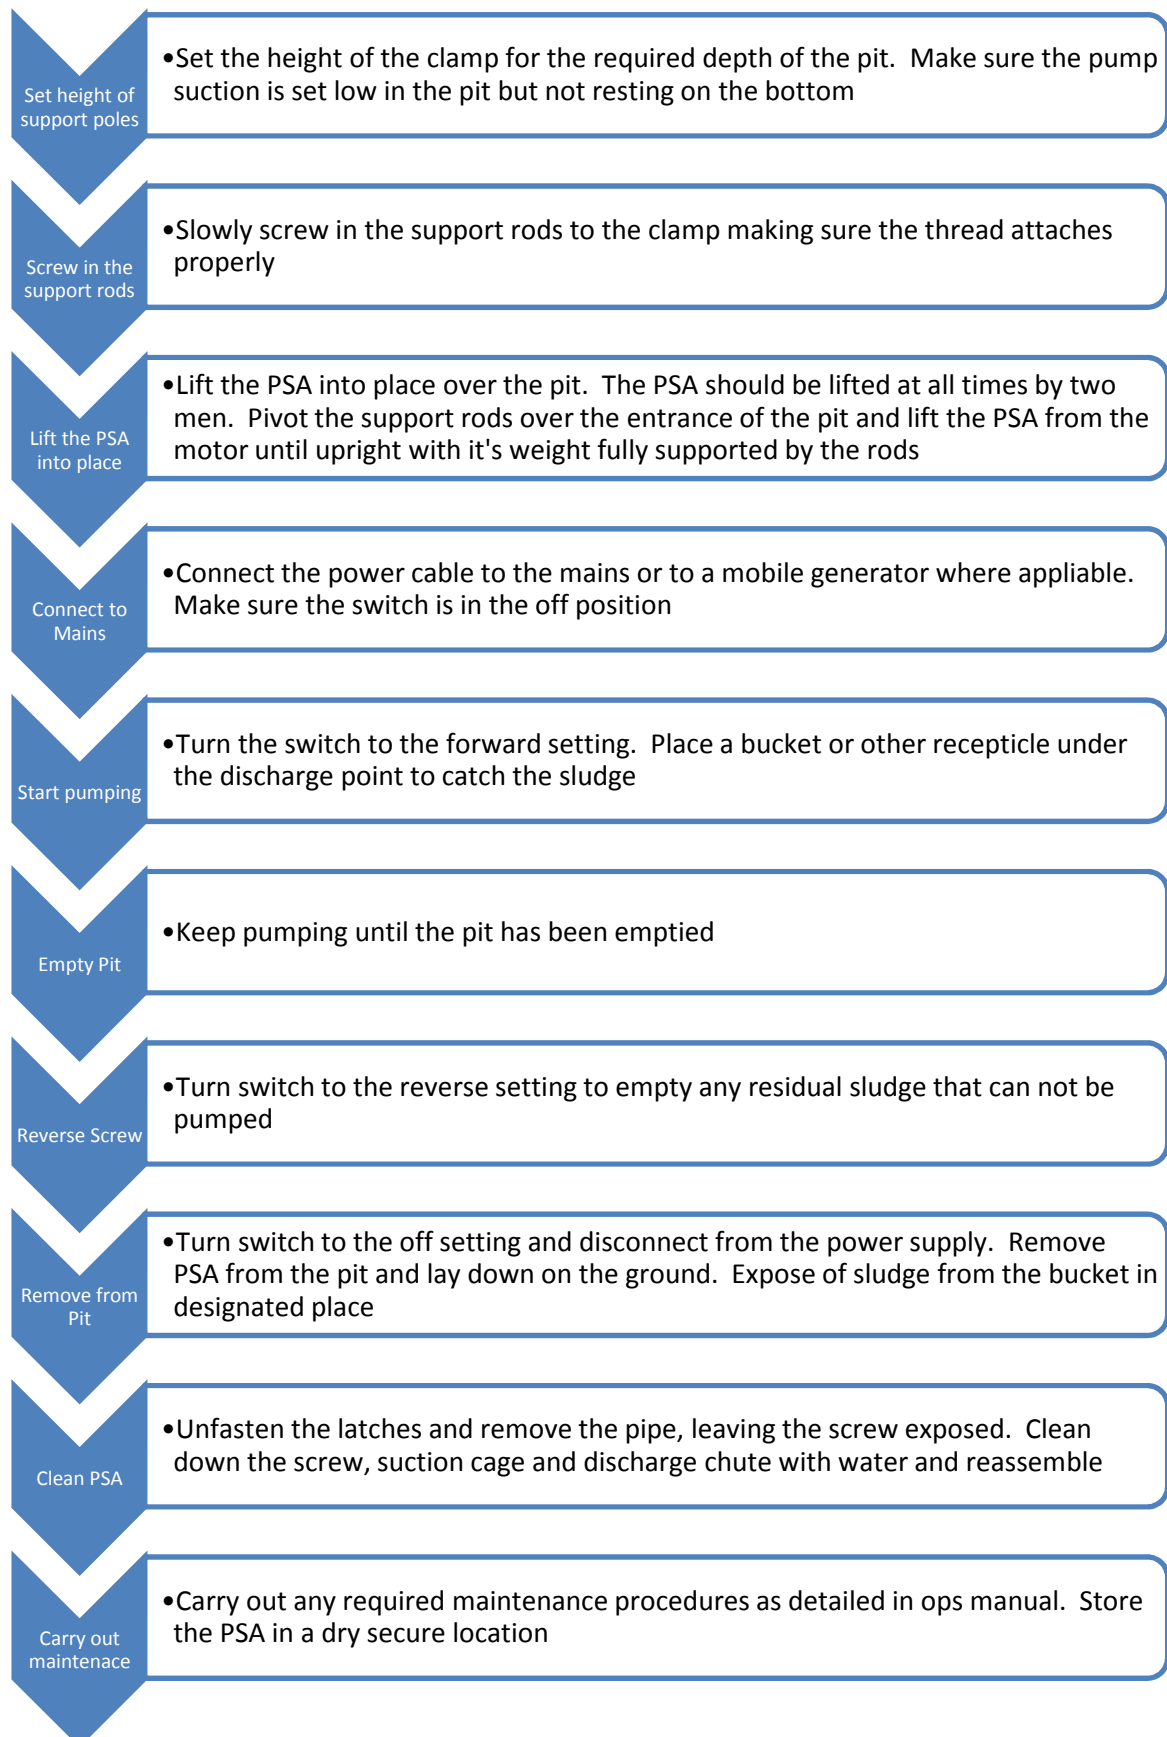 Set height of
support poles
•Set the height of the clamp for the required depth of the pit.  Make sure the pump
suction is set low in the pit but not resting on the bottom
Screw in the
support rods
•Slowly screw in the support rods to the clamp making sure the thread attaches
properly
Lift the PSA
into place
•Lift the PSA into place over the pit.  The PSA should be lifted at all times by two
men.  Pivot the support rods over the entrance of the pit and lift the PSA from the
motor until upright with it's weight fully supported by the rods
Connect to
Mains
•Connect the power cable to the mains or to a mobile generator where appliable.
Make sure the switch is in the off position
Start pumping
•Turn the switch to the forward setting.  Place a bucket or other recepticle under
the discharge point to catch the sludge
Empty Pit
•Keep pumping until the pit has been emptied
Reverse Screw
•Turn switch to the reverse setting to empty any residual sludge that can not be
pumped
Remove from
Pit
•Turn switch to the off setting and disconnect from the power supply.  Remove
PSA from the pit and lay down on the ground.  Expose of sludge from the bucket in
designated place
Clean PSA
•Unfasten the latches and remove the pipe, leaving the screw exposed.  Clean
down the screw, suction cage and discharge chute with water and reassemble
Carry out
maintenace
•Carry out any required maintenance procedures as detailed in ops manual.  Store
the PSA in a dry secure location